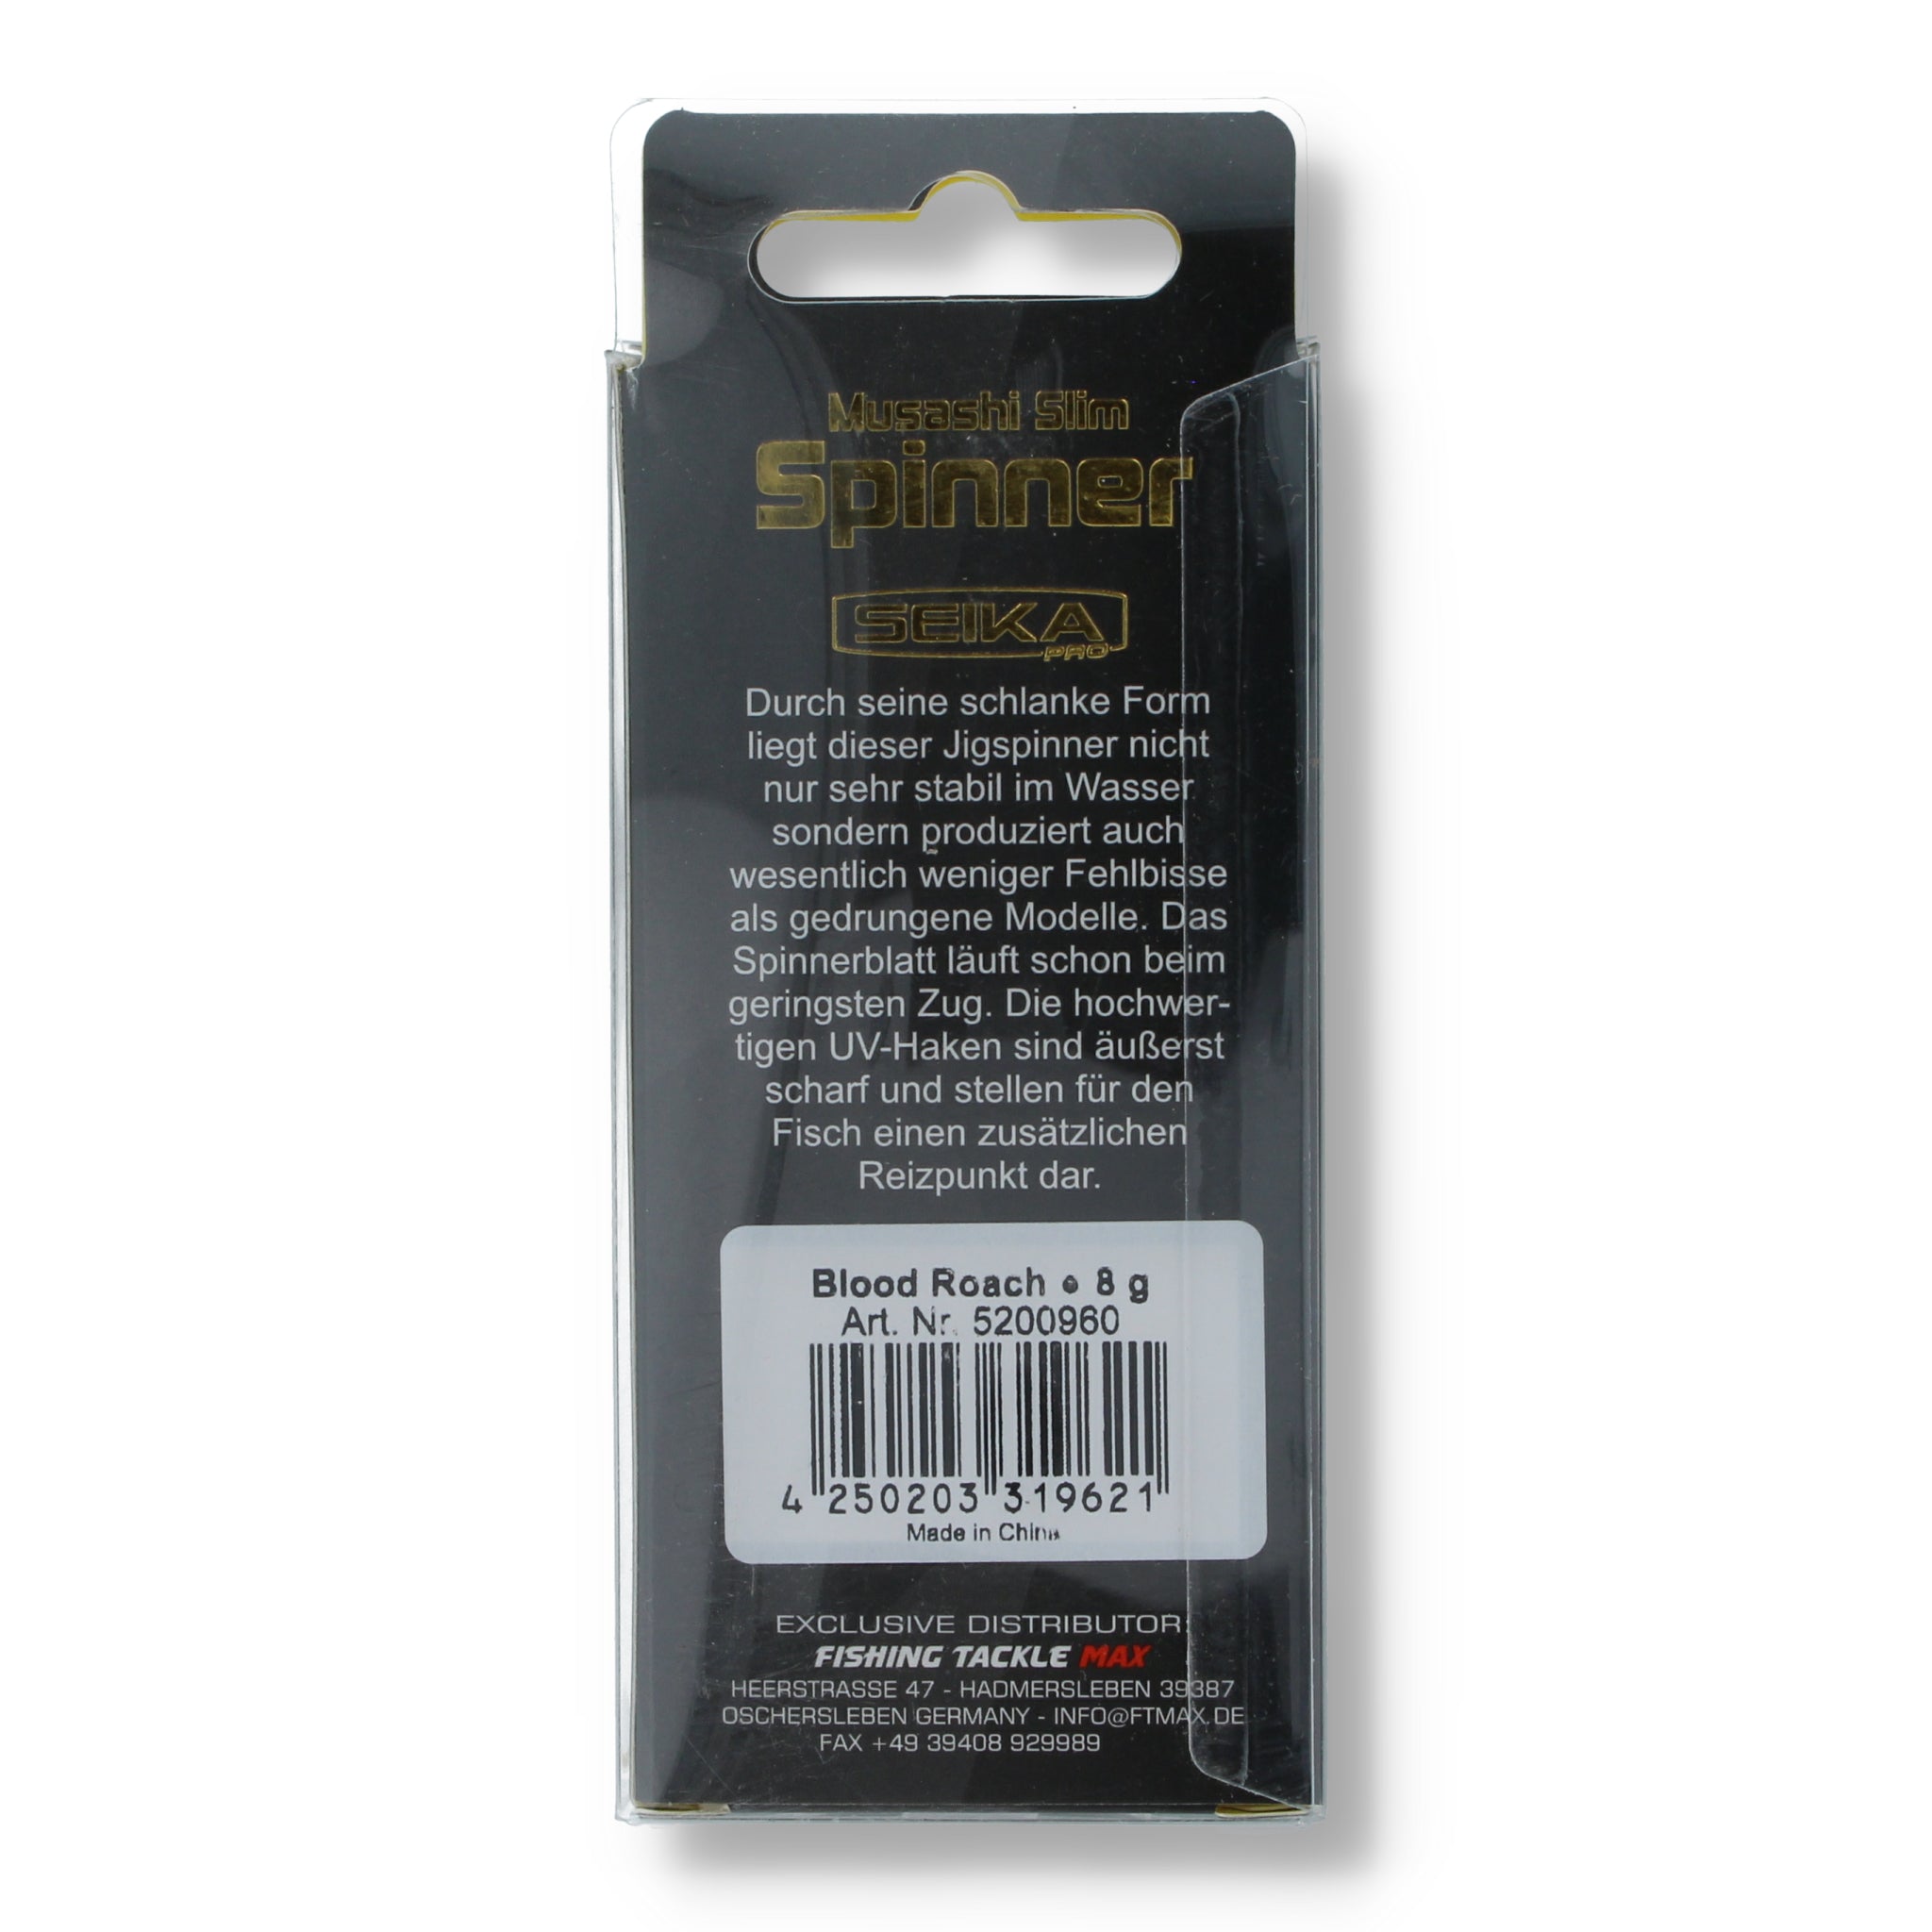 Musashi Slim
Spinner
SEIKA
PRO
Durch seine schlanke Form
liegt dieser Jigspinner nicht
nur sehr stabil im Wasser
sondern produziert auch
wesentlich weniger Fehlbisse
als gedrungene Modelle. Das
Spinnerblatt läuft schon beim
geringsten Zug. Die hochwer-
tigen UV-Haken sind äußerst
scharf und stellen für den
Fisch einen zusätzlichen
Reizpunkt dar.
Blood Roach • 8 g
Art. Nr. 5200960
4 250203 319621
Made in China
EXCLUSIVE DISTRIBUTOR:
FISHING TACKLE MAX
HEERSTRASSE 47 - HADMERSLEBEN 39387
OSCHERSLEBEN GERMANY - INFO@FTMAX.DE
FAX +49 39408 929989